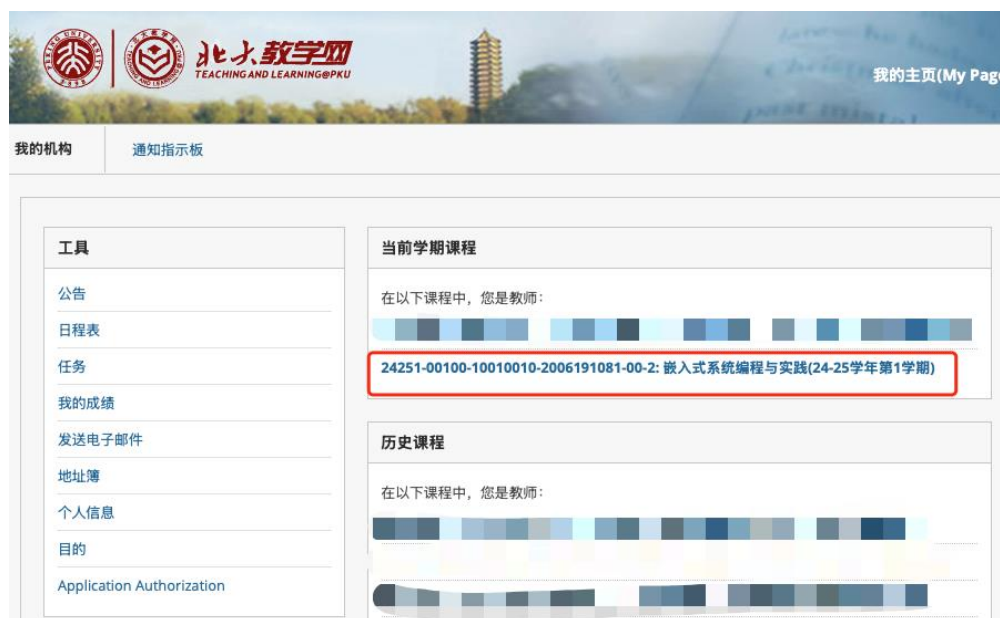 北大教学网
TEACHING AND LEARNING@PKU
我的主页(My Page
我的机构
通知指示板
工具
公告
日程表
任务
我的成绩
发送电子邮件
地址簿
个人信息
目的
Application Authorization
当前学期课程
在以下课程中，您是教师:
24251-00100-10010010-2006191081-00-2: 嵌入式系统编程与实践(24-25学年第1学期)
历史课程
在以下课程中，您是教师: